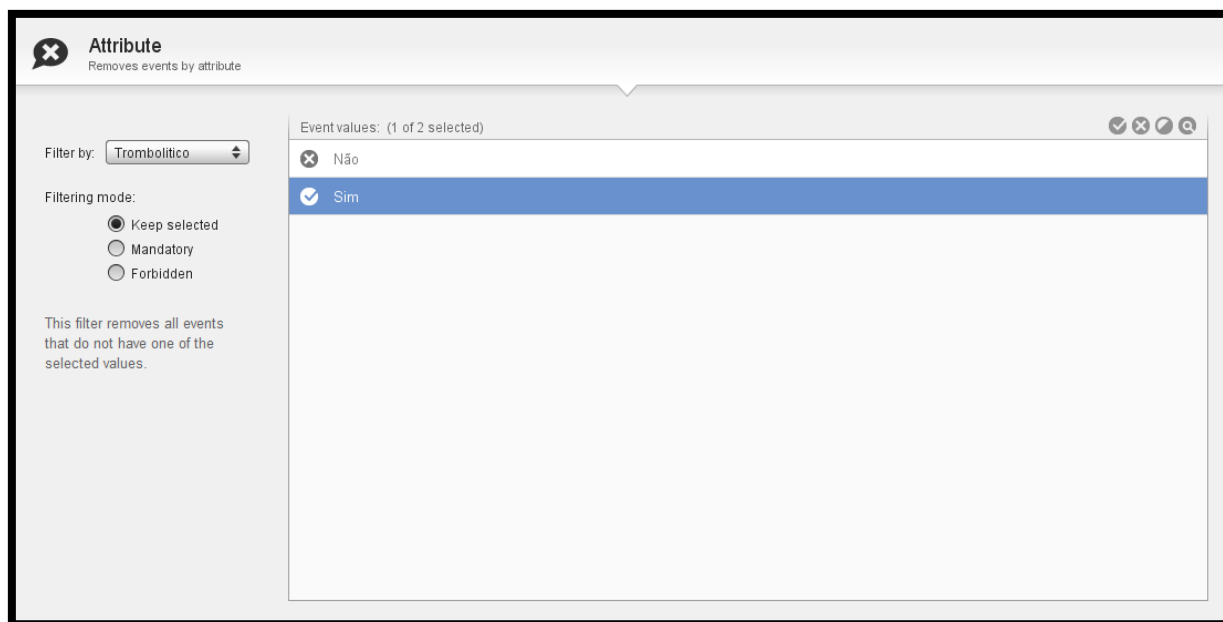 Attribute
Removes events by attribute
Event values: (1 of 2 selected)
Filter by: Trombolitico
Não
Filtering mode:
Sim
Keep selected
Mandatory
Forbidden
This filter removes all events
that do not have one of the
selected values.